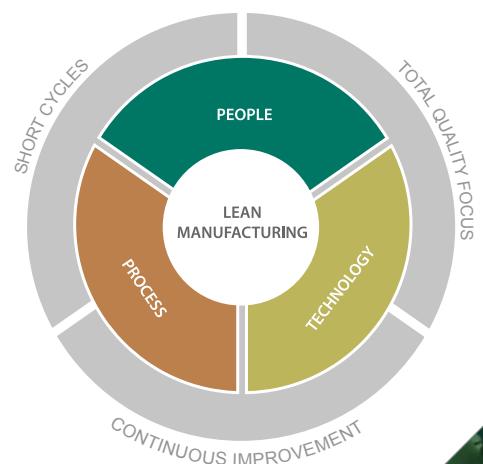 SHORT CYCLES
TOTAL QUALITY FOCUS
PEOPLE
LEAN
MANUFACTURING
PROCESS
TECHNOLOGY
CONTINUOUS IMPROVEMENT